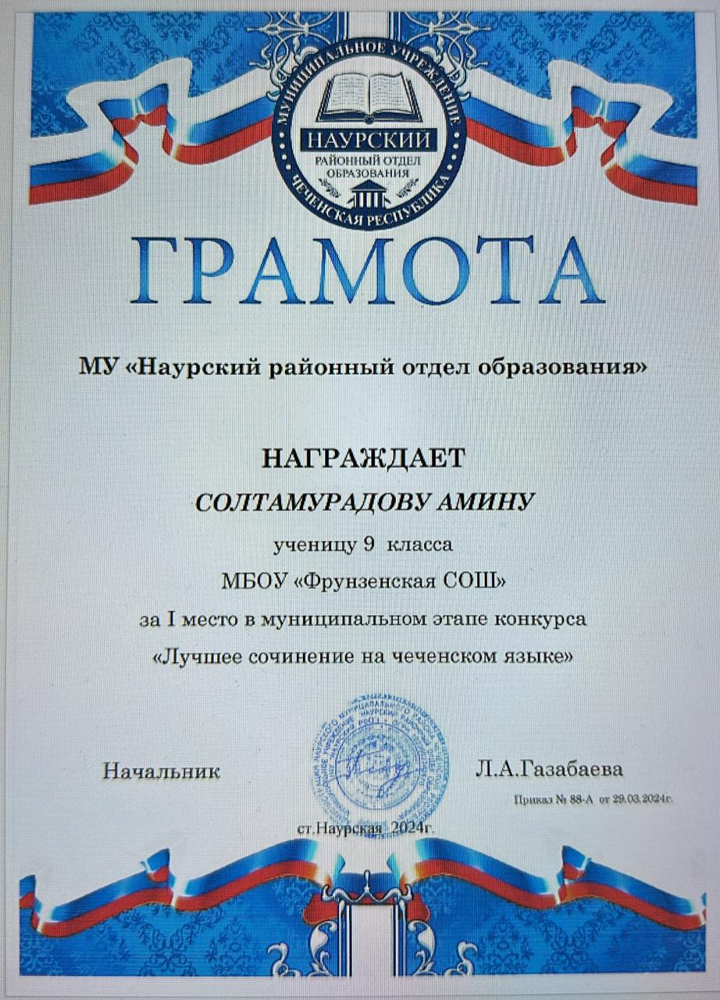 МУНИЦИПАЛЬНОЕ УЧРЕЖДЕНИЕ
НАУРСКИЙ
РАЙОННЫЙ ОТДЕЛ
ОБРАЗОВАНИЯ
ЧЕЧЕНСКАЯ РЕСПУБЛИКА
ГРАМОТА
МУ «Наурский районный отдел образования»
НАГРАЖДАЕТ
СОЛТАМУРАДОВУ АМИНУ
ученицу 9 класса
МБОУ «Фрунзенская СОШ»
за I место в муниципальном этапе конкурса
«Лучшее сочинение на чеченском языке»
Начальник
Л.А.Газабаева
Приказ № 88-А от 29.03.2024г.
ст.Наурская 2024г.